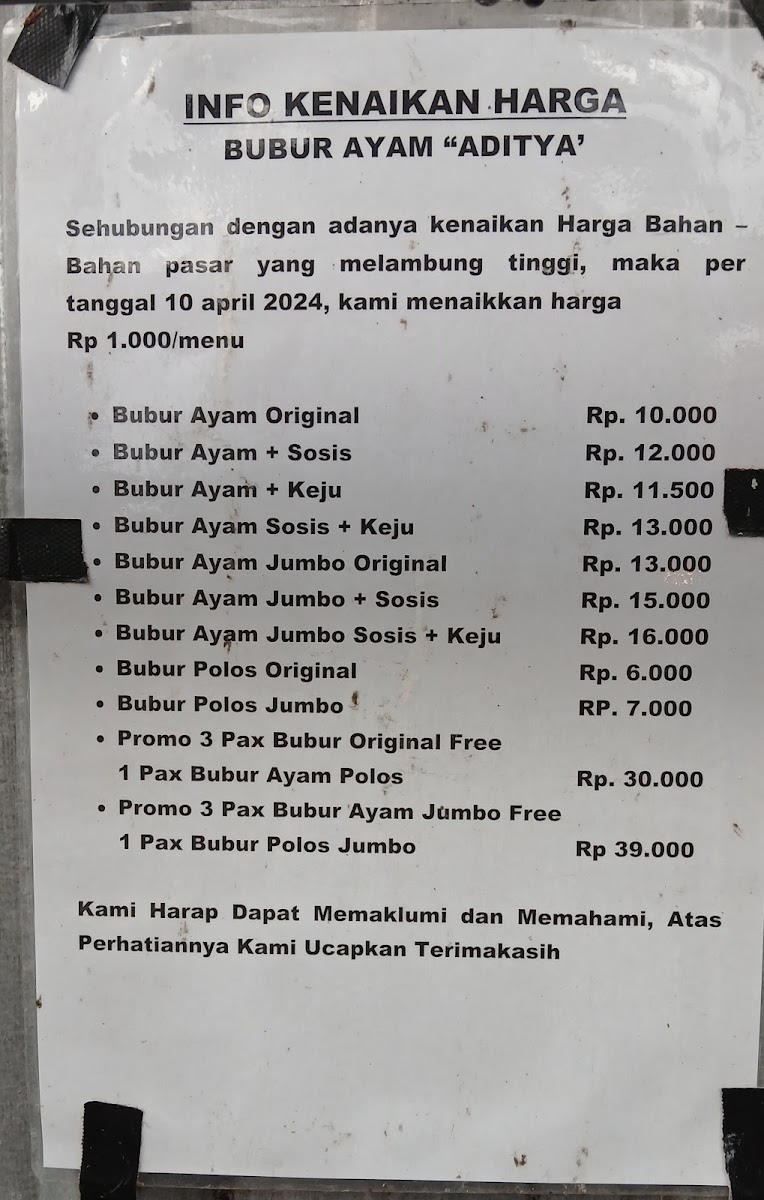 INFO KENAIKAN HARGA
BUBUR AYAM “ADITYA’
Sehubungan dengan adanya kenaikan Harga Bahan –
Bahan pasar yang melambung tinggi, maka per
tanggal 10 april 2024, kami menaikkan harga
Rp 1.000/menu
• Bubur Ayam Original Rp. 10.000
• Bubur Ayam + Sosis Rp. 12.000
• Bubur Ayam + Keju Rp. 11.500
• Bubur Ayam Sosis + Keju Rp. 13.000
• Bubur Ayam Jumbo Original Rp. 13.000
• Bubur Ayam Jumbo + Sosis Rp. 15.000
• Bubur Ayam Jumbo Sosis + Keju Rp. 16.000
• Bubur Polos Original Rp. 6.000
• Bubur Polos Jumbo RP. 7.000
• Promo 3 Pax Bubur Original Free
1 Pax Bubur Ayam Polos Rp. 30.000
• Promo 3 Pax Bubur Ayam Jumbo Free
1 Pax Bubur Polos Jumbo Rp 39.000
Kami Harap Dapat Memaklumi dan Memahami, Atas
Perhatiannya Kami Ucapkan Terimakasih